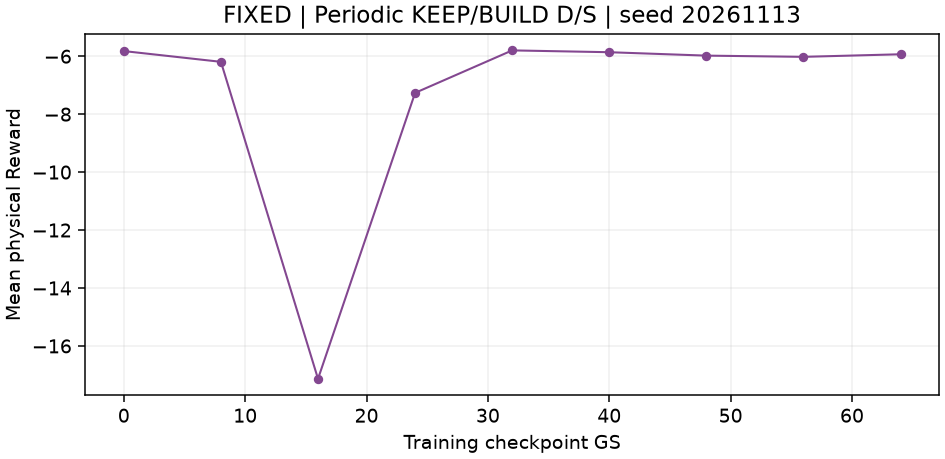 FIXED | Periodic KEEP/BUILD D/S | seed 20261113
Mean physical Reward
−6
−8
−10
−12
−14
−16
0 10 20 30 40 50 60
Training checkpoint GS